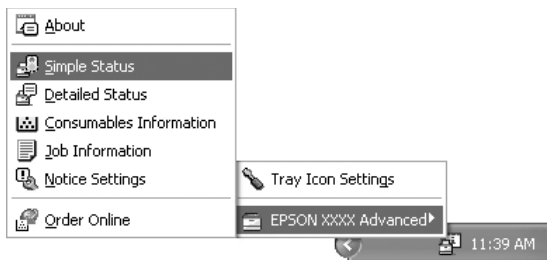 About
Simple Status
Detailed Status
Consumables Information
Job Information
Notice Settings
Order Online
Tray Icon Settings
EPSON XXXX Advanced
11:39 AM